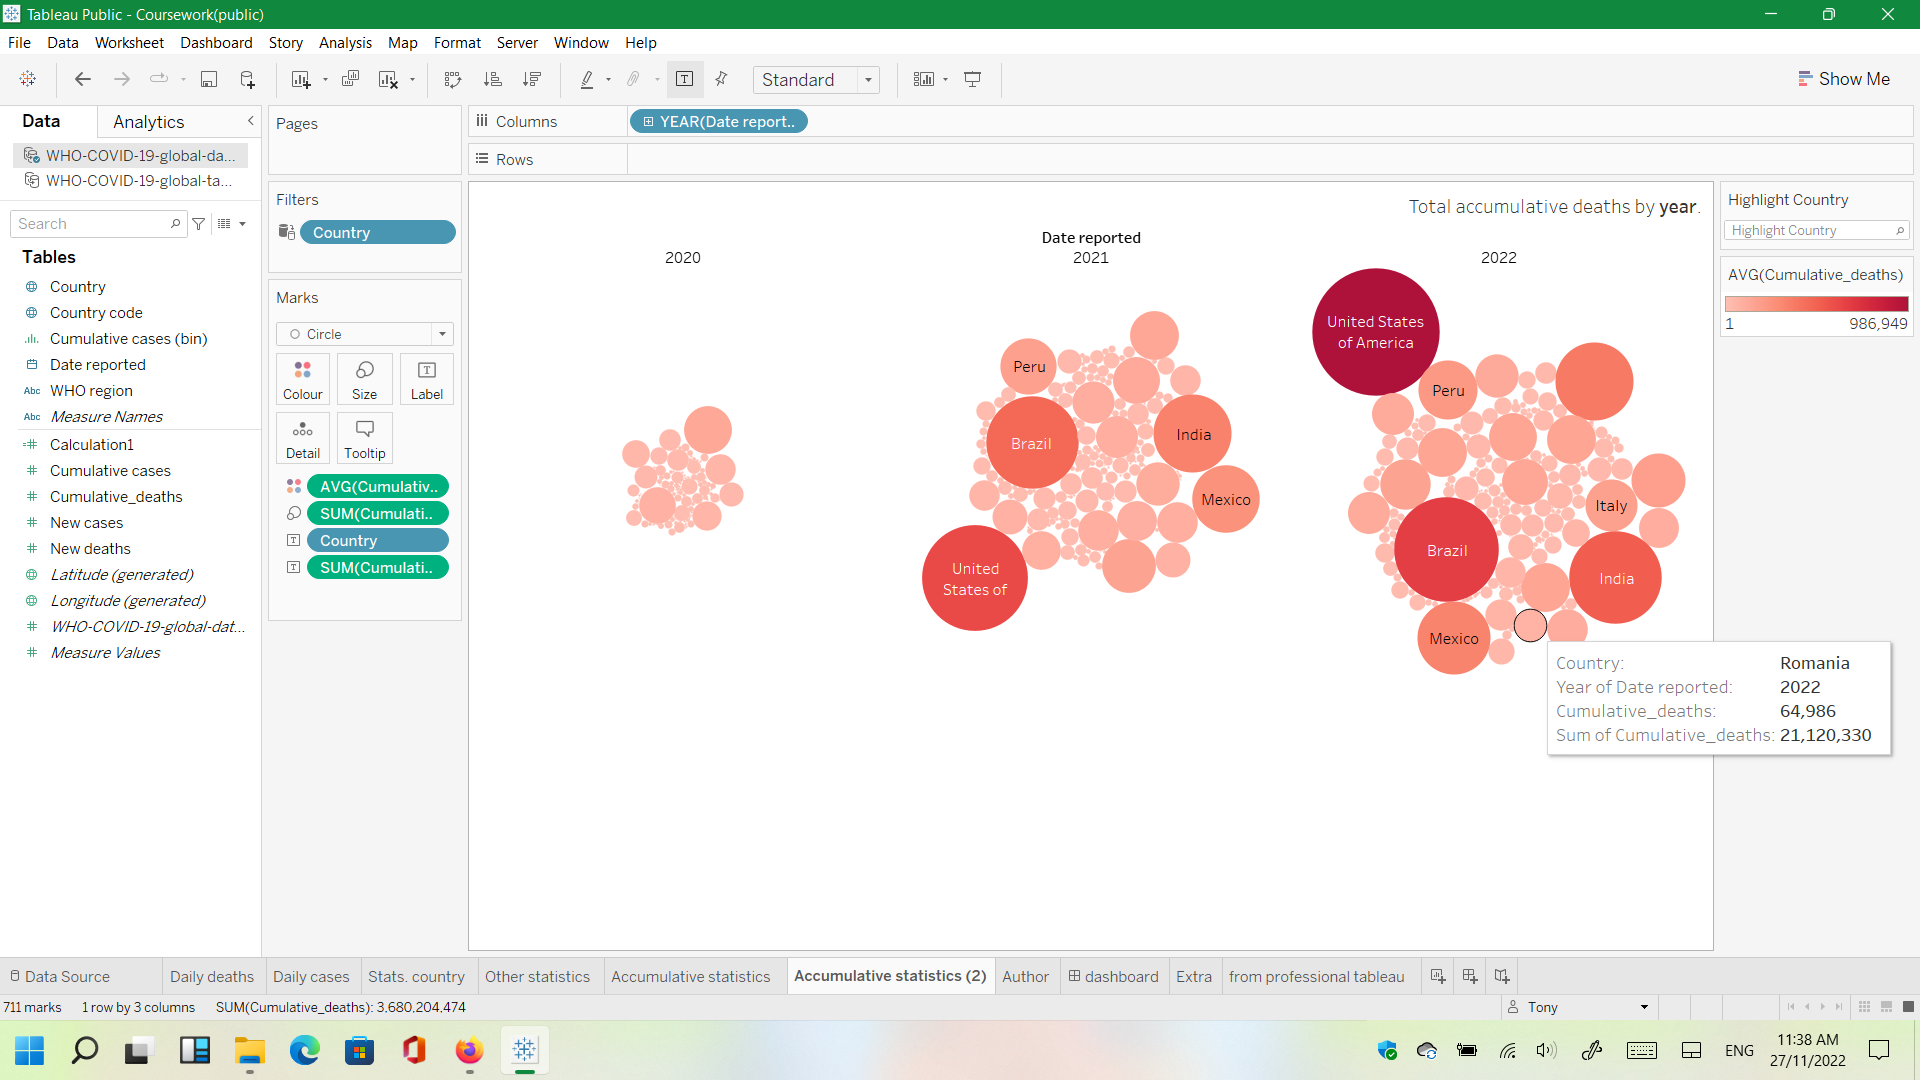 Tableau Public - Coursework(public)
File Data Worksheet Dashboard Story Analysis Map Format Server Window Help
Standard
Show Me
Data Analytics
WHO-COVID-19-global-da...
WHO-COVID-19-global-ta...
Search
Tables
Country
Country code
Cumulative cases (bin)
Date reported
Abc WHO region
Abc Measure Names
Calculation1
Cumulative cases
Cumulative_deaths
New cases
New deaths
Latitude (generated)
Longitude (generated)
WHO-COVID-19-global-dat...
Measure Values
Pages
Filters
Country
Marks
Circle
Colour Size Label
Detail Tooltip
AVG(Cumulativ..
SUM(Cumulati..
Country
SUM(Cumulati..
Columns YEAR(Date report..
Rows
Total accumulative deaths by year.
Date reported
2020 2021 2022
Peru
Brazil
India
Mexico
United
States of
United States
of America
Peru
Italy
Brazil
India
Mexico
Country: Romania
Year of Date reported: 2022
Cumulative_deaths: 64,986
Sum of Cumulative_deaths: 21,120,330
Highlight Country
Highlight Country
AVG(Cumulative_deaths)
1 986,949
Data Source Daily deaths Daily cases Stats. country Other statistics Accumulative statistics Accumulative statistics (2) Author dashboard Extra from professional tableau
711 marks 1 row by 3 columns SUM(Cumulative_deaths): 3,680,204,474 Tony
ENG
11:38 AM
27/11/2022